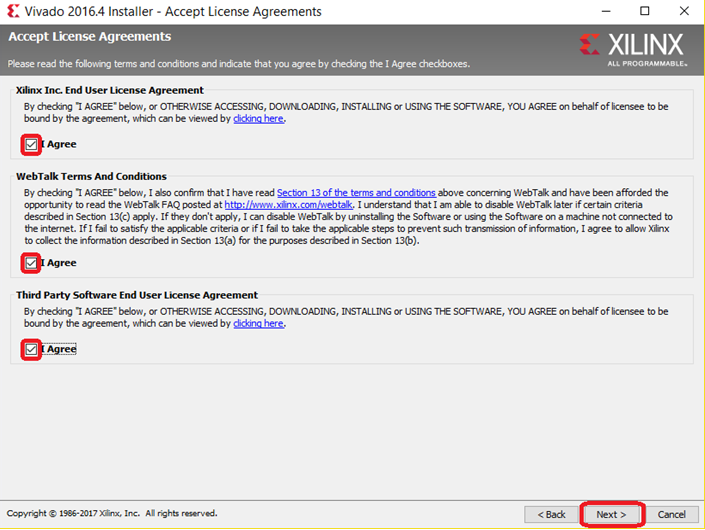 Vivado 2016.4 Installer - Accept License Agreements
Accept License Agreements
XILINX
ALL PROGRAMMABLE™
Please read the following terms and conditions and indicate that you agree by checking the I Agree checkboxes.
Xilinx Inc. End User License Agreement
By checking "I AGREE" below, or OTHERWISE ACCESSING, DOWNLOADING, INSTALLING or USING THE SOFTWARE, YOU AGREE on behalf of licensee to be
bound by the agreement, which can be viewed by clicking here.
I Agree
WebTalk Terms And Conditions
By checking "I AGREE" below, I also confirm that I have read Section 13 of the terms and conditions above concerning WebTalk and have been afforded the
opportunity to read the WebTalk FAQ posted at http://www.xilinx.com/webtalk. I understand that I am able to disable WebTalk later if certain criteria
described in Section 13(c) apply. If they don't apply, I can disable WebTalk by uninstalling the Software or using the Software on a machine not connected to
the internet. If I fail to satisfy the applicable criteria or if I fail to take the applicable steps to prevent such transmission of information, I agree to allow Xilinx
to collect the information described in Section 13(a) for the purposes described in Section 13(b).
I Agree
Third Party Software End User License Agreement
By checking "I AGREE" below, or OTHERWISE ACCESSING, DOWNLOADING, INSTALLING or USING THE SOFTWARE, YOU AGREE on behalf of licensee to be
bound by the agreement, which can be viewed by clicking here.
I Agree
Copyright © 1986-2017 Xilinx, Inc. All rights reserved.
< Back Next > Cancel